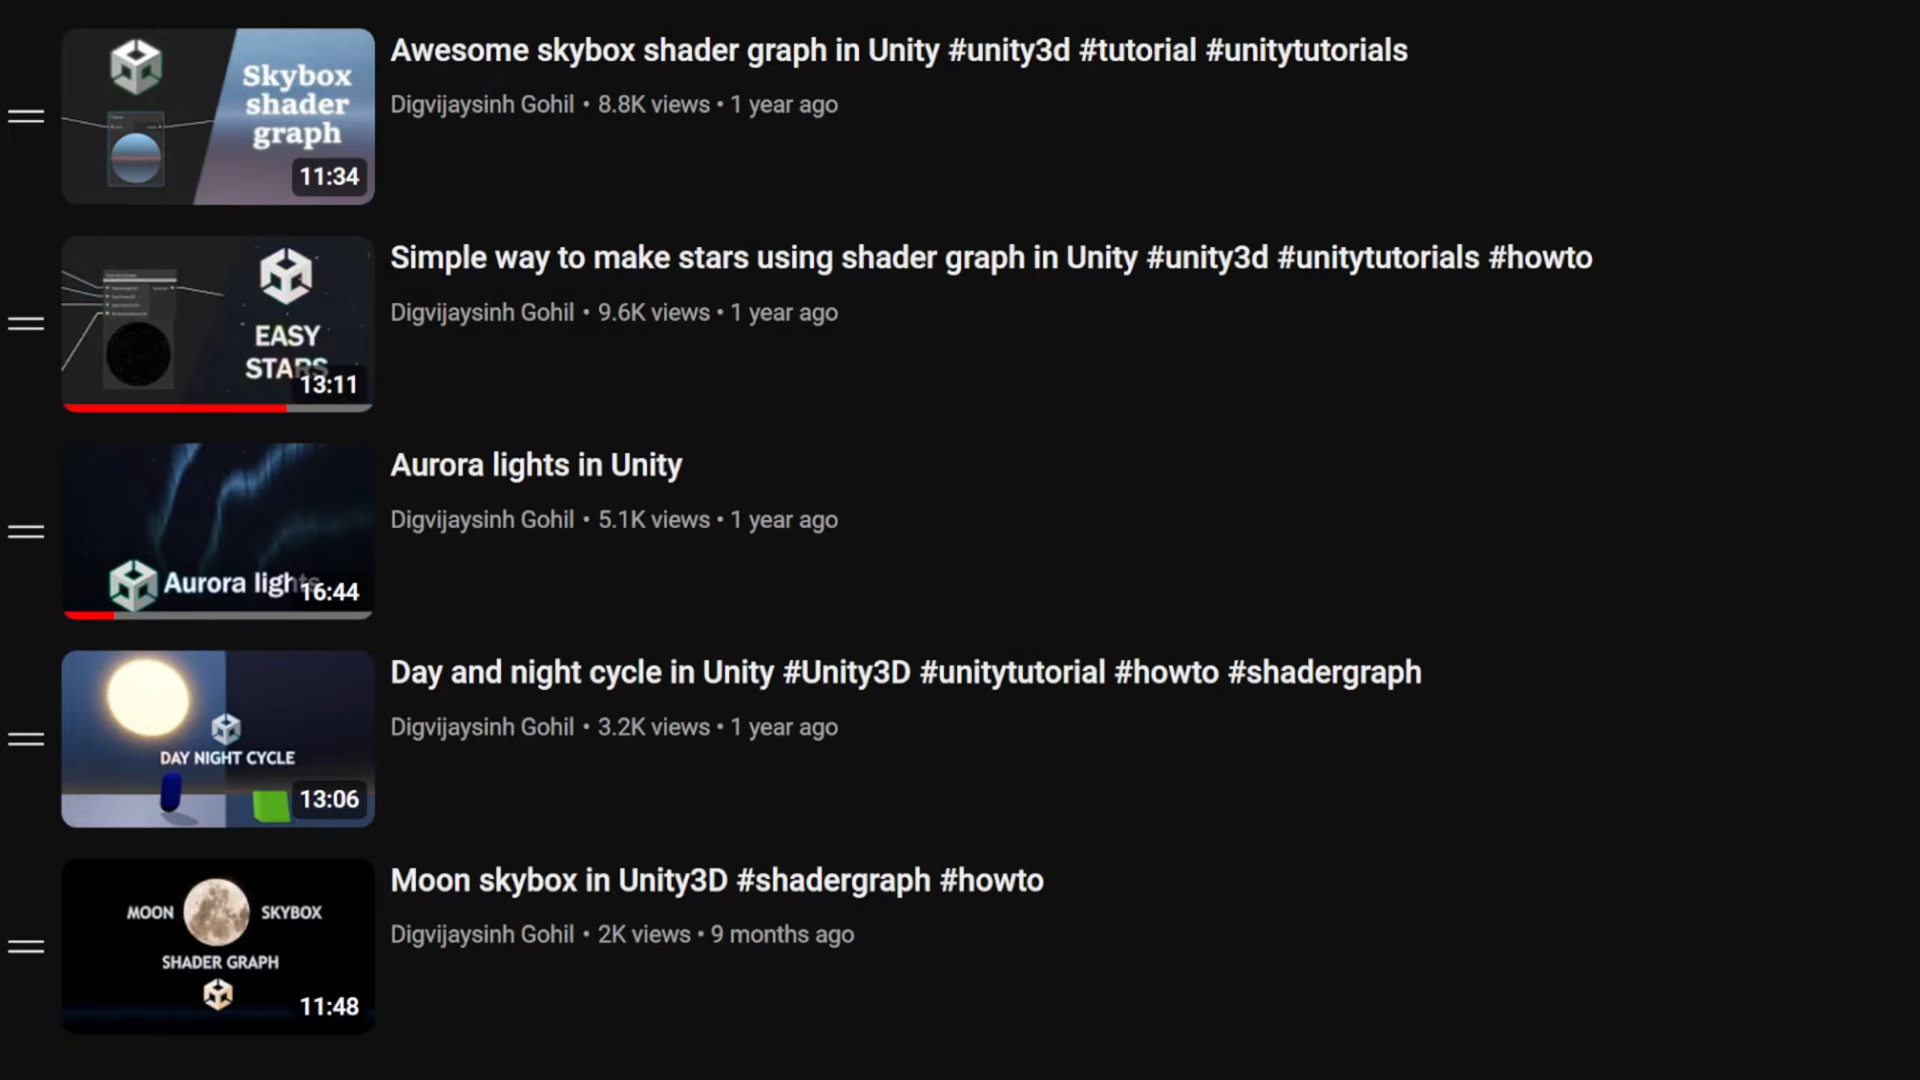 Skybox
shader
graph
11:34
Awesome skybox shader graph in Unity #unity3d #tutorial #unitytutorials
Digvijaysinh Gohil • 8.8K views • 1 year ago
EASY
STARS
13:11
Simple way to make stars using shader graph in Unity #unity3d #unitytutorials #howto
Digvijaysinh Gohil • 9.6K views • 1 year ago
Aurora lights
16:44
Aurora lights in Unity
Digvijaysinh Gohil • 5.1K views • 1 year ago
DAY NIGHT CYCLE
13:06
Day and night cycle in Unity #Unity3D #unitytutorial #howto #shadergraph
Digvijaysinh Gohil • 3.2K views • 1 year ago
MOON SKYBOX
SHADER GRAPH
11:48
Moon skybox in Unity3D #shadergraph #howto
Digvijaysinh Gohil • 2K views • 9 months ago